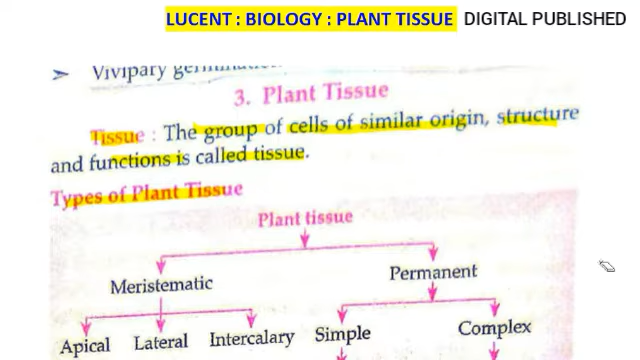 LUCENT : BIOLOGY : PLANT TISSUE DIGITAL PUBLISHED
➢ Vivipary germination
3. Plant Tissue
Tissue : The group of cells of similar origin, structure
and functions is called tissue.
Types of Plant Tissue
Plant tissue
Meristematic Permanent
Apical Lateral Intercalary Simple Complex